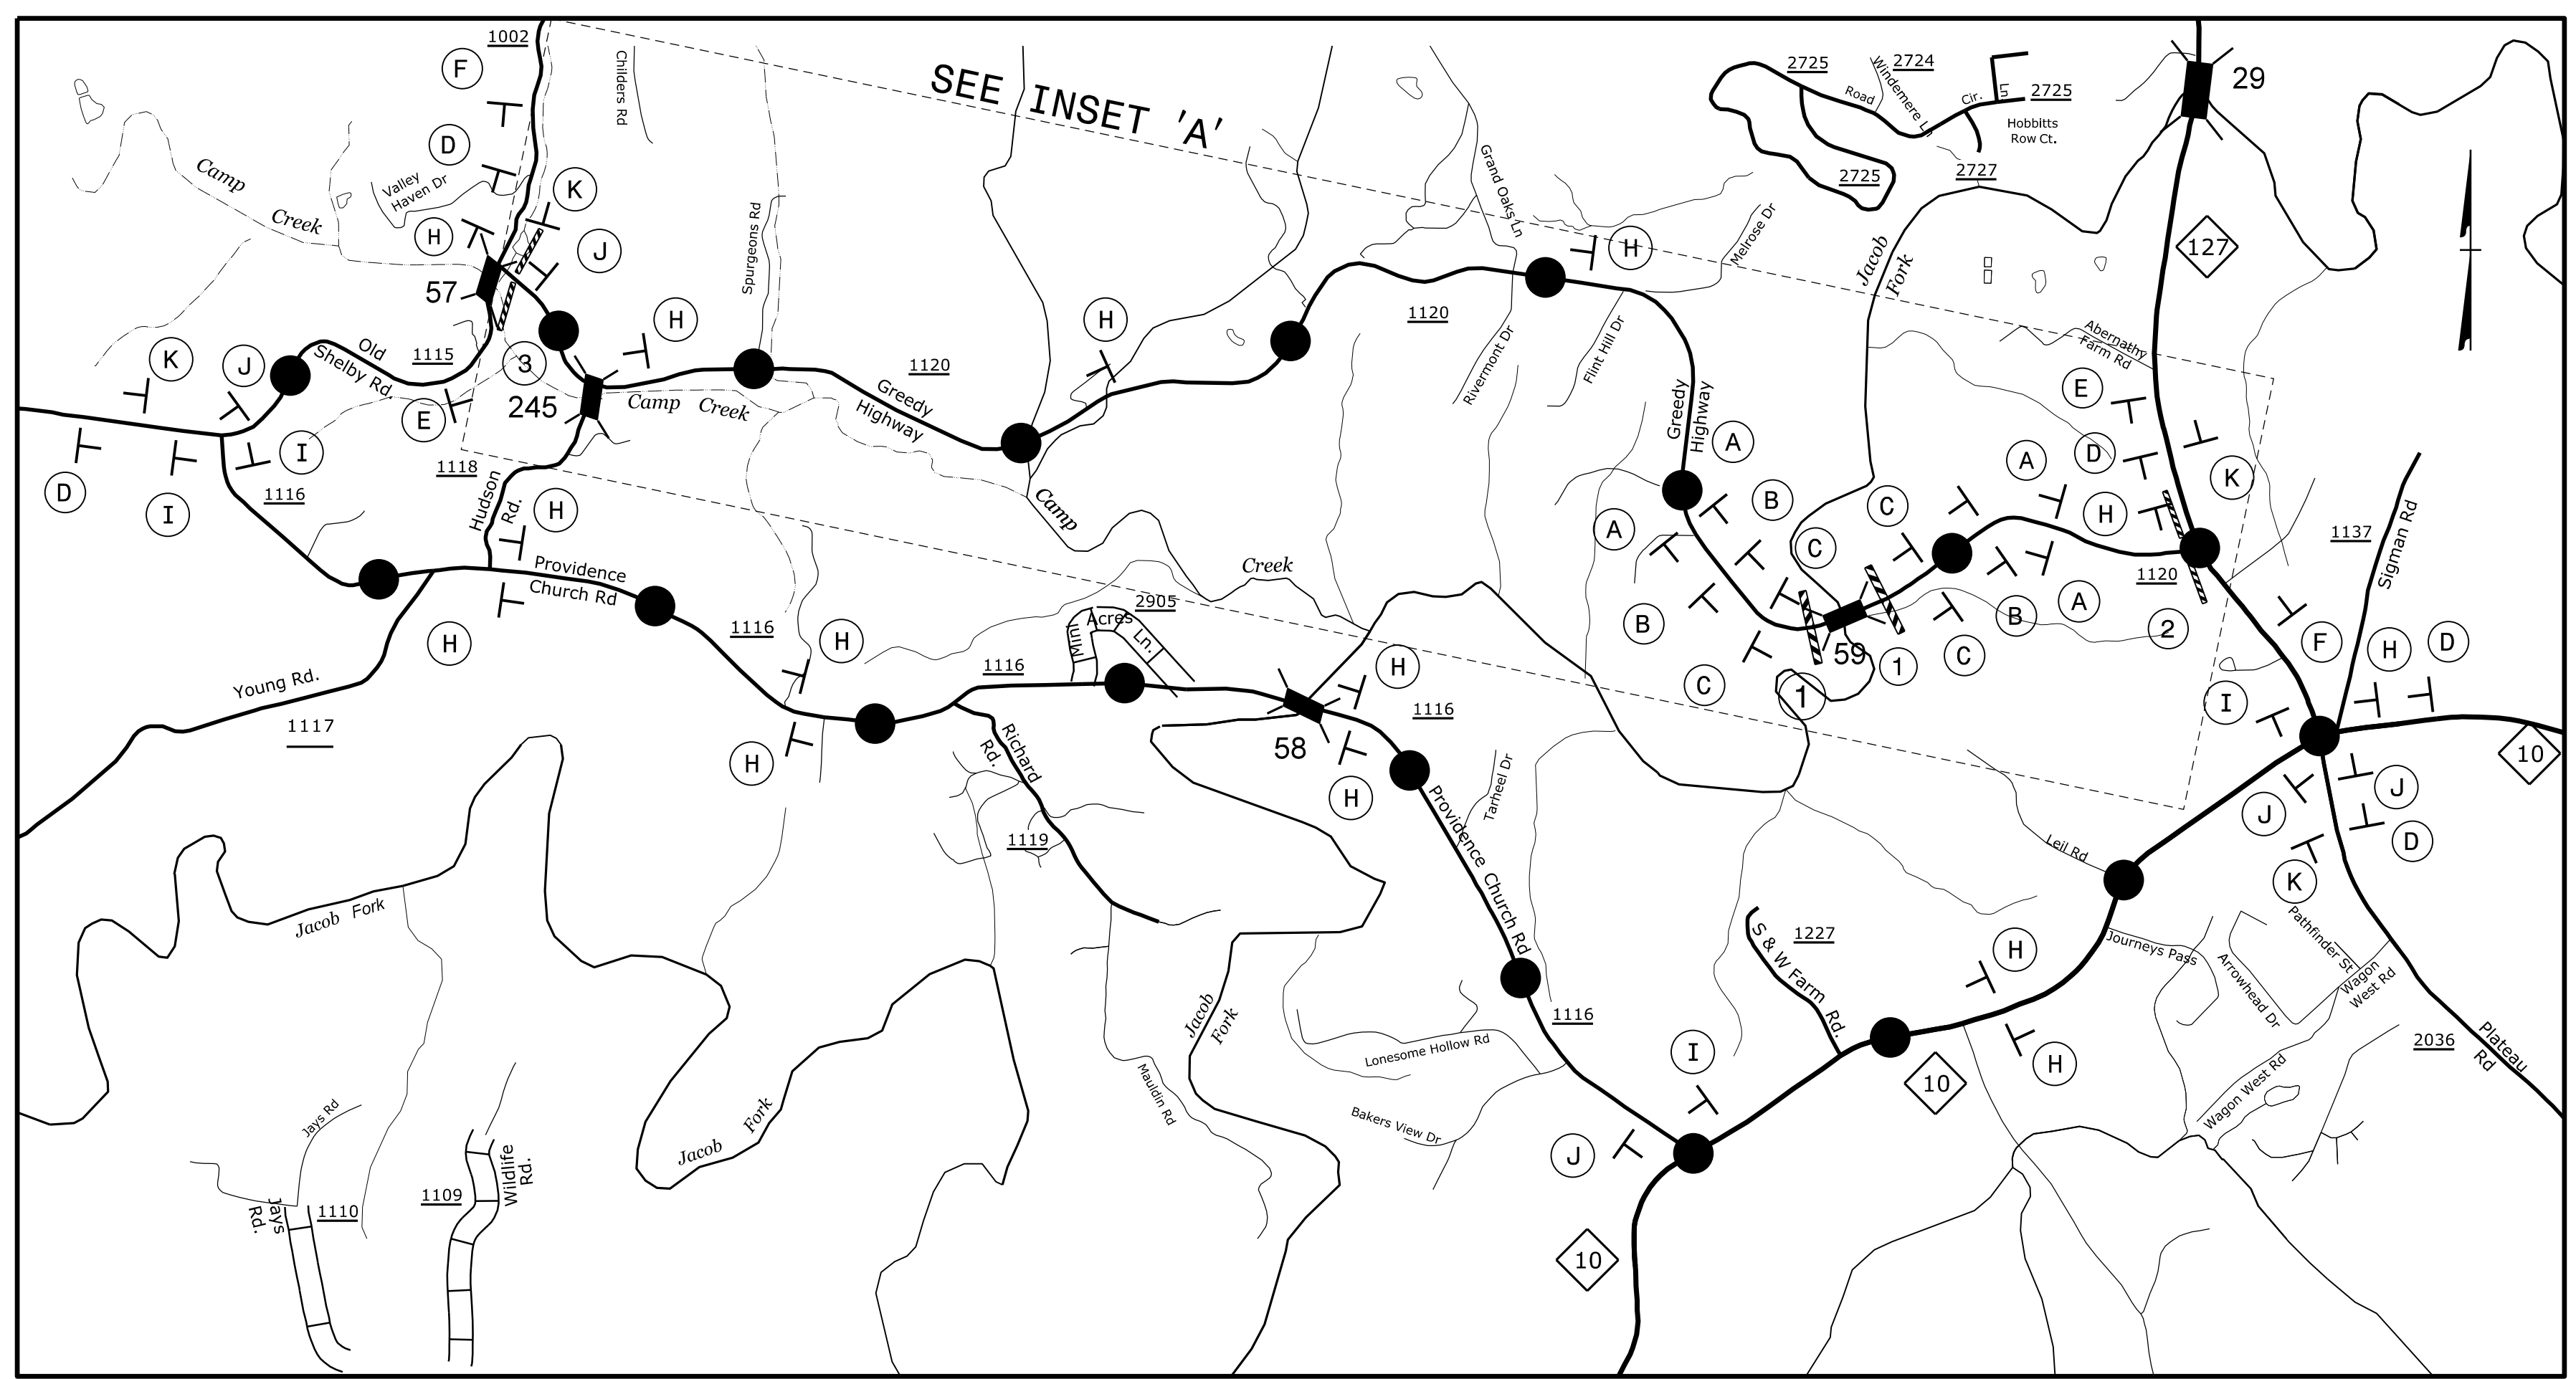 1002
F
Childers Rd
SEE INSET 'A'
2725
2724
Windemere Ln
Road
Cir.
Ln
2725
Hobbitts
Row Ct.
2727
2725
29
D
Valley
Haven Dr
K
Camp
Creek
H
J
57
Spurgeons Rd
Grand Oaks Ln
H
Melrose Dr
Jacob
Fork
127
K
J
Old
Shelby Rd.
1115
3
H
H
1120
1120
Rivermont Dr
Flint Hill Dr
Abernathy
Farm Rd
E
245
Camp Creek
Greedy
Highway
Greedy
Highway
E
A
A
D
K
D
I
I
1118
1116
Hudson
Rd.
H
Camp
Creek
A
B
C
C
H
1137
Sigman Rd
Providence
Church Rd
1120
B
B
A
2
H
1116
H
2905
Mini
Acres
Ln.
1116
H
C
1
59
1
C
F
H
D
I
Young Rd.
1117
H
Richard
Rd.
58
1116
H
10
J
J
D
K
1119
Providence Church Rd
Tarheel Dr
Leil Rd
Jacob Fork
S & W Farm Rd.
1227
H
Journeys Pass
Arrowhead Dr
Pathfinder St
Wagon
West Rd
Jacob
Fork
1116
Lonesome Hollow Rd
I
10
H
2036
Plateau
Rd
Mauldin Rd
Bakers View Dr
J
Wagon West Rd
Jays Rd
Jacob Fork
Jays
Rd.
1110
1109
Wildlife
Rd.
10